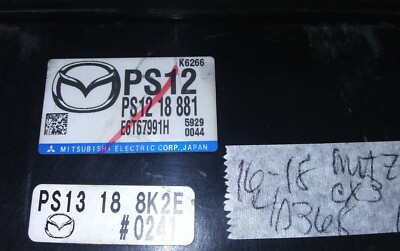 K6266
PS12
PS12 18 881
E6T67991H
5929
0044
MITSUBISHI ELECTRIC CORP., JAPAN
PS13 18 8K2E
#0241
16-18
CX3